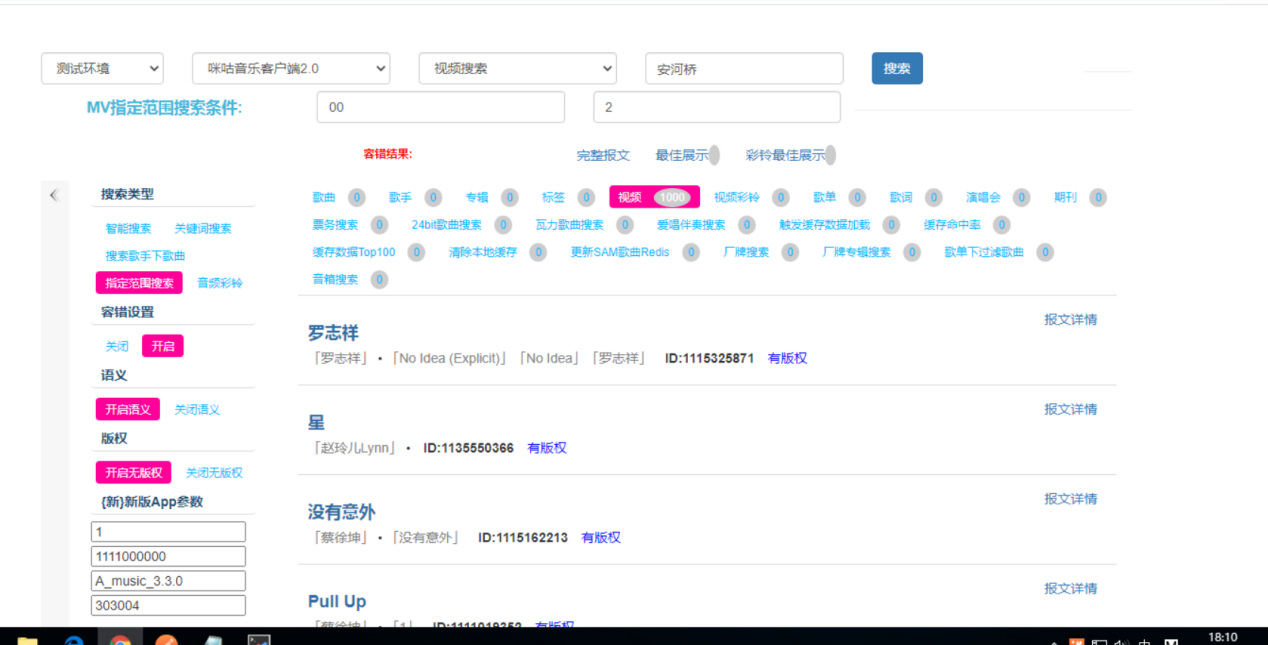 测试环境 咪咕音乐客户端2.0 视频搜索 安河桥 搜索
MV指定范围搜索条件: 00 2
容错结果: 完整报文 最佳展示 彩铃最佳展示
搜索类型
智能搜索 关键词搜索
搜索歌手下歌曲
指定范围搜索 音频彩铃
容错设置
关闭 开启
语义
开启语义 关闭语义
版权
开启无版权 关闭无版权
{新}新版App参数
1
1111000000
A_music_3.3.0
303004
歌曲 0 歌手 0 专辑 0 标签 0 视频 1000 视频彩铃 0 歌单 0 歌词 0 演唱会 0 期刊 0
票务搜索 0 24bit歌曲搜索 0 瓦力歌曲搜索 0 爱唱伴奏搜索 0 触发缓存数据加载 0 缓存命中率 0
缓存数据Top100 0 清除本地缓存 0 更新SAM歌曲Redis 0 厂牌搜索 0 厂牌专辑搜索 0 歌单下过滤歌曲 0
音箱搜索 0
罗志祥 报文详情
「罗志祥」 • 「No Idea (Explicit)」 「No Idea」 「罗志祥」 ID:1115325871 有版权
星 报文详情
「赵玲儿Lynn」 • ID:1135550366 有版权
没有意外 报文详情
「蔡徐坤」 • 「没有意外」 ID:1115162213 有版权
Pull Up 报文详情
「蔡徐坤」 • 「1」 ID:1111019352 有版权
中 18:10